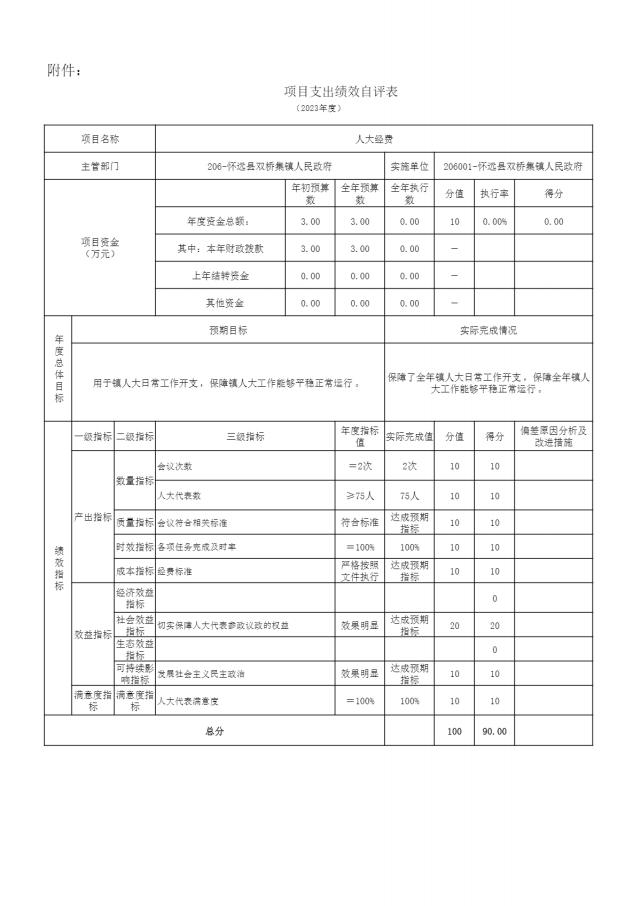 附件：
项目支出绩效自评表
（2023年度）
项目名称 人大经费
主管部门 206-怀远县双桥集镇人民政府 实施单位 206001-怀远县双桥集镇人民政府
项目资金
（万元）
年初预算数 全年预算数 全年执行数 分值 执行率 得分
年度资金总额： 3.00 3.00 0.00 10 0.00% 0.00
其中：本年财政拨款 3.00 3.00 0.00 －
上年结转资金 0.00 0.00 0.00 －
其他资金 0.00 0.00 0.00 －
年度总体目标
预期目标 实际完成情况
用于镇人大日常工作开支，保障镇人大工作能够平稳正常运行。 保障了全年镇人大日常工作开支，保障全年镇人大工作能够平稳正常运行。
绩效指标
一级指标 二级指标 三级指标 年度指标值 实际完成值 分值 得分 偏差原因分析及改进措施
产出指标 数量指标 会议次数 ＝2次 2次 10 10
人大代表数 ≥75人 75人 10 10
质量指标 会议符合相关标准 符合标准 达成预期指标 10 10
时效指标 各项任务完成及时率 ＝100% 100% 10 10
成本指标 经费标准 严格按照文件执行 达成预期指标 10 10
效益指标 经济效益指标 0
社会效益指标 切实保障人大代表参政议政的权益 效果明显 达成预期指标 20 20
生态效益指标 0
可持续影响指标 发展社会主义民主政治 效果明显 达成预期指标 10 10
满意度指标 满意度指标 人大代表满意度 ＝100% 100% 10 10
总分 100 90.00